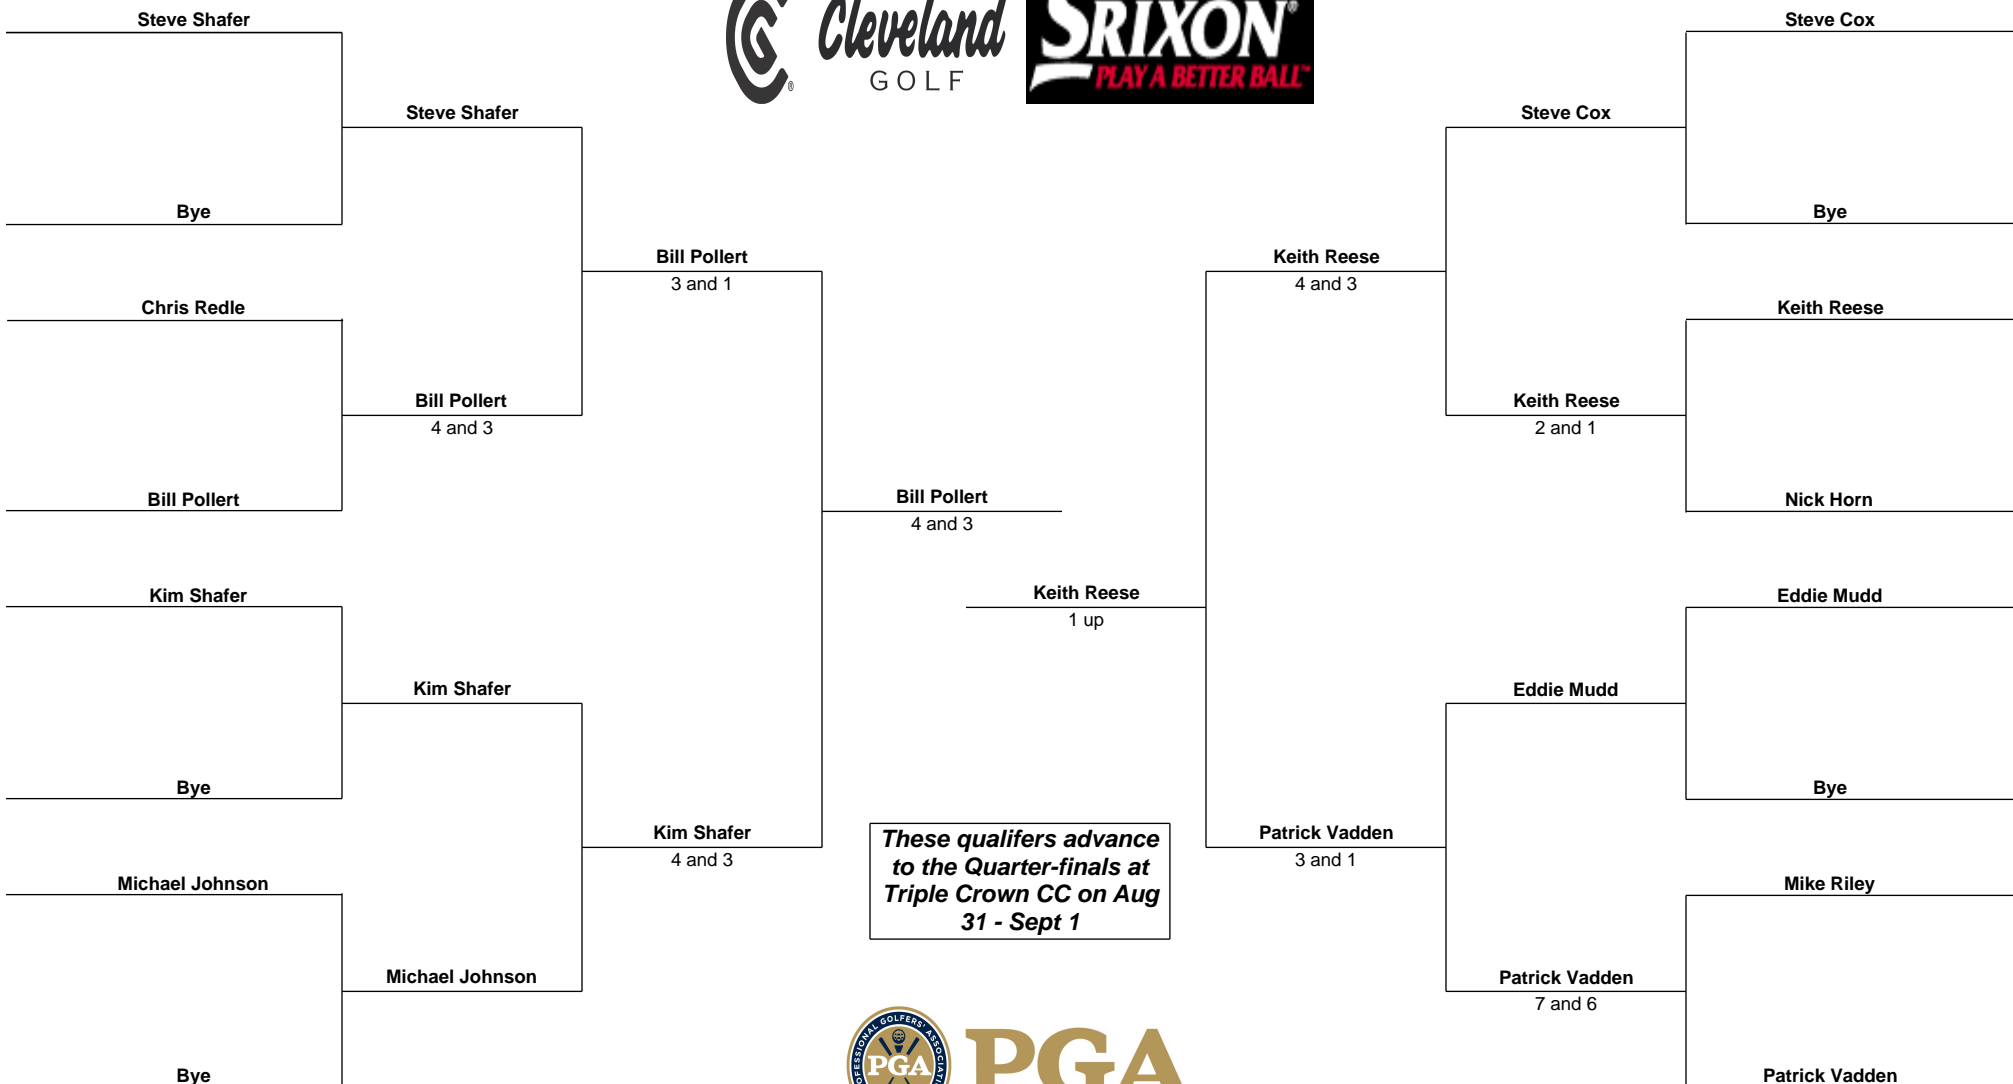 Steve Shafer
Cleveland
GOLF
®
SRIXON®
PLAY A BETTER BALL™
Steve Cox
Steve Shafer
Steve Cox
Bye
Bye
Bill Pollert
3 and 1
Keith Reese
4 and 3
Chris Redle
Keith Reese
Bill Pollert
4 and 3
Keith Reese
2 and 1
Bill Pollert
Bill Pollert
4 and 3
Nick Horn
Kim Shafer
Keith Reese
1 up
Eddie Mudd
Kim Shafer
Eddie Mudd
Bye
Bye
Kim Shafer
4 and 3
These qualifers advance
to the Quarter-finals at
Triple Crown CC on Aug
31 - Sept 1
Patrick Vadden
3 and 1
Michael Johnson
Mike Riley
Michael Johnson
Patrick Vadden
7 and 6
GOLFERS'
PGA
PGA
Bye
Patrick Vadden